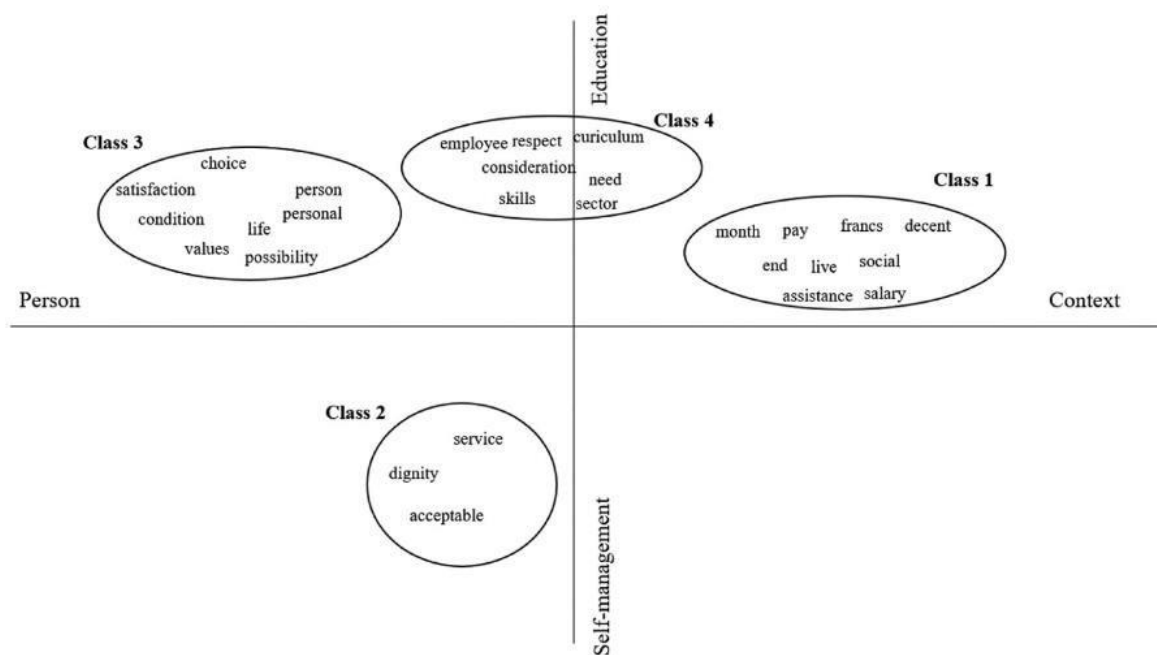 Education
Class 4
employee respect curiculum
consideration
need
skills
sector
Class 3
choice
satisfaction
person
condition
personal
life
values
possibility
Class 1
month pay francs decent
end live social
assistance salary
Person
Context
Class 2
service
dignity
acceptable
Self-management